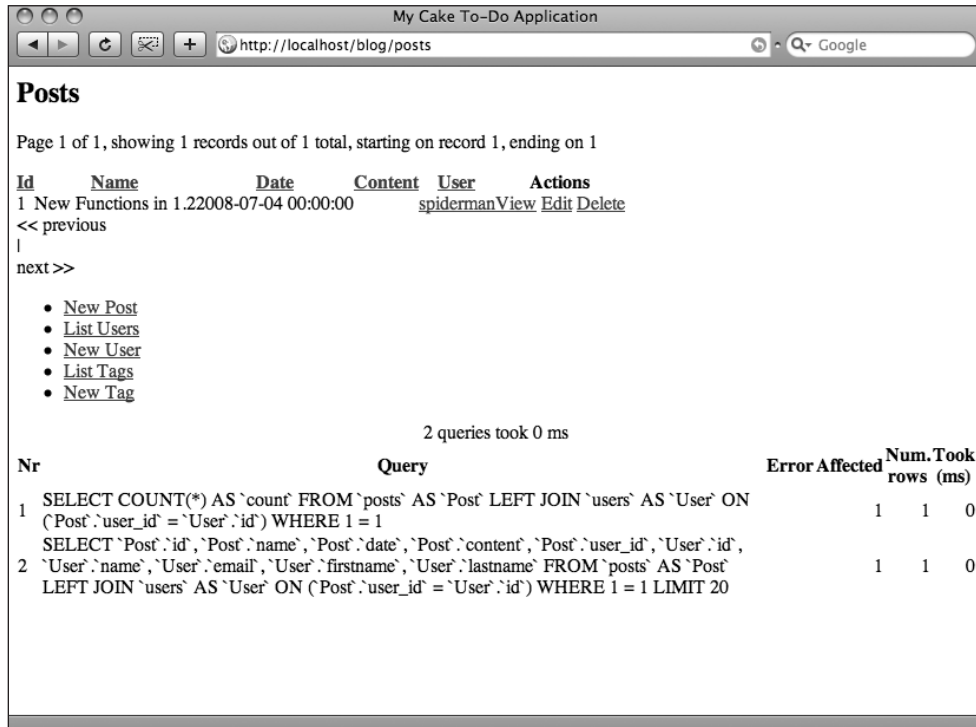 My Cake To-Do Application
http://localhost/blog/posts
Google
Posts
Page 1 of 1, showing 1 records out of 1 total, starting on record 1, ending on 1
Id Name Date Content User Actions
1 New Functions in 1.22008-07-04 00:00:00 spidermanView Edit Delete
<< previous
|
next >>
• New Post
• List Users
• New User
• List Tags
• New Tag
2 queries took 0 ms
Nr Query Error Affected Num. rows Took (ms)
1 SELECT COUNT(*) AS `count` FROM `posts` AS `Post` LEFT JOIN `users` AS `User` ON
(`Post`.`user_id` = `User`.`id`) WHERE 1 = 1 1 1 0
SELECT `Post`.`id`, `Post`.`name`, `Post`.`date`, `Post`.`content`, `Post`.`user_id`, `User`.`id`,
2 `User`.`name`, `User`.`email`, `User`.`firstname`, `User`.`lastname` FROM `posts` AS `Post` 1 1 0
LEFT JOIN `users` AS `User` ON (`Post`.`user_id` = `User`.`id`) WHERE 1 = 1 LIMIT 20